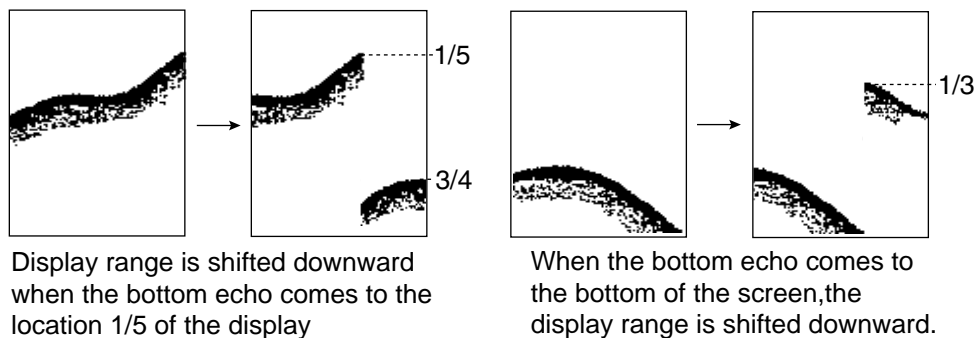 1/5
3/4
1/3
Display range is shifted downward
when the bottom echo comes to the
location 1/5 of the display
When the bottom echo comes to
the bottom of the screen,the
display range is shifted downward.